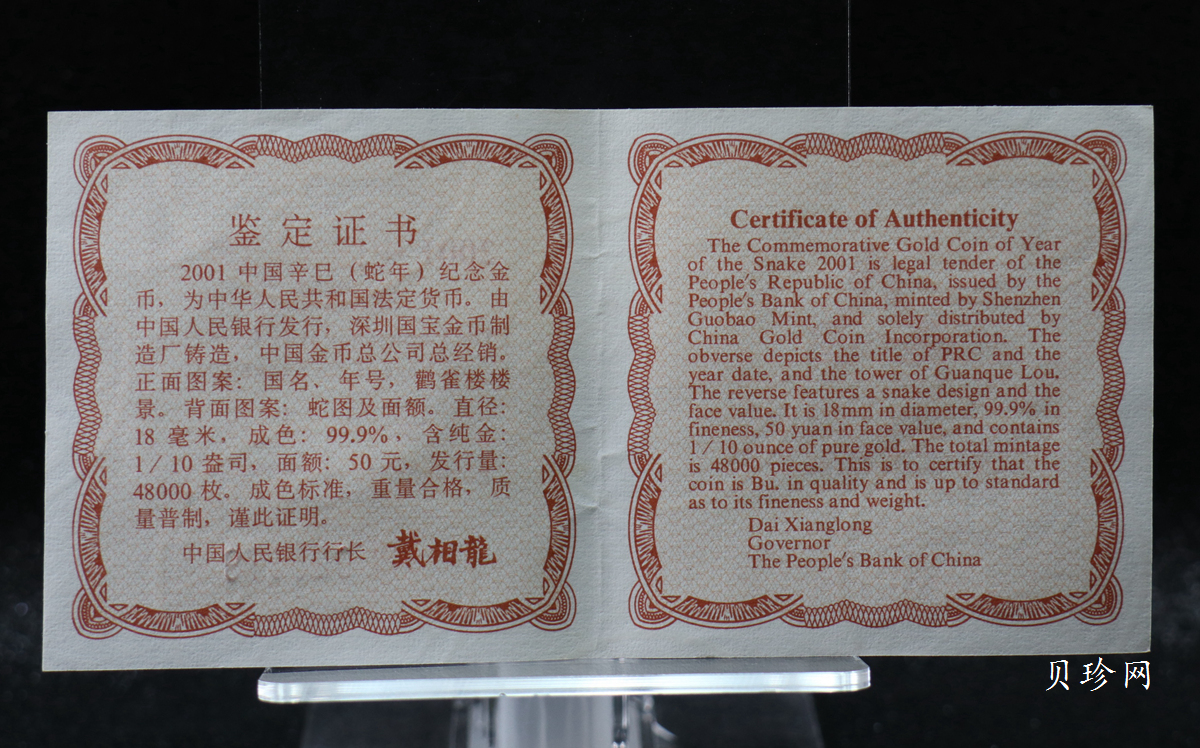 鉴定证书
2001 中国辛巳（蛇年）纪念金
币，为中华人民共和国法定货币。由
中国人民银行发行，深圳国宝金币制
造厂铸造，中国金币总公司总经销。
正面图案：国名、年号，鹳雀楼楼
景。背面图案：蛇图及面额。直径：
18 毫米，成色：99.9%，含纯金：
1/10 盎司，面额：50 元，发行量：
48000 枚。成色标准，重量合格，质
量普制，谨此证明。
中国人民银行行长 戴相龍
Certificate of Authenticity
The Commemorative Gold Coin of Year
of the Snake 2001 is legal tender of the
People's Republic of China, issued by the
People's Bank of China, minted by Shenzhen
Guobao Mint, and solely distributed by
China Gold Coin Incorporation. The
obverse depicts the title of PRC and the
year date, and the tower of Guanque Lou.
The reverse features a snake design and the
face value. It is 18mm in diameter, 99.9% in
fineness, 50 yuan in face value, and contains
1/10 ounce of pure gold. The total mintage
is 48000 pieces. This is to certify that the
coin is Bu. in quality and is up to standard
as to its fineness and weight.
Dai Xianglong
Governor
The People's Bank of China
贝珍网